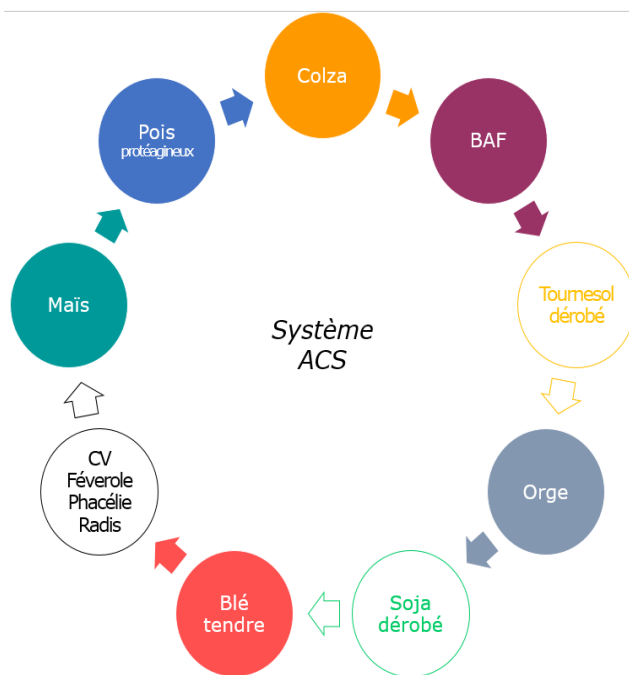 Colza
BAF
Tournesol
dérobé
Orge
Soja
dérobé
Blé
tendre
CV
Féverole
Phacélie
Radis
Maïs
Pois
protéagineux
Système
ACS